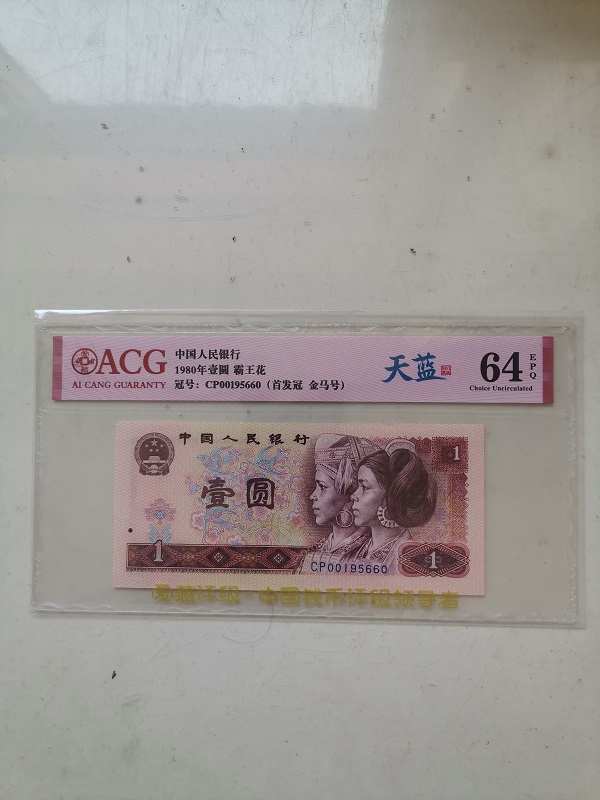 ACG
AI CANG GUARANTY
中国人民银行
1980年壹圆 霸王花
冠号: CP00195660 (首发冠 金马号)
天蓝
64
EPQ
Choice Uncirculated
中国人民银行
1
壹圆
1
1
CP00195660
爱藏评级·中国钱币评级领导者